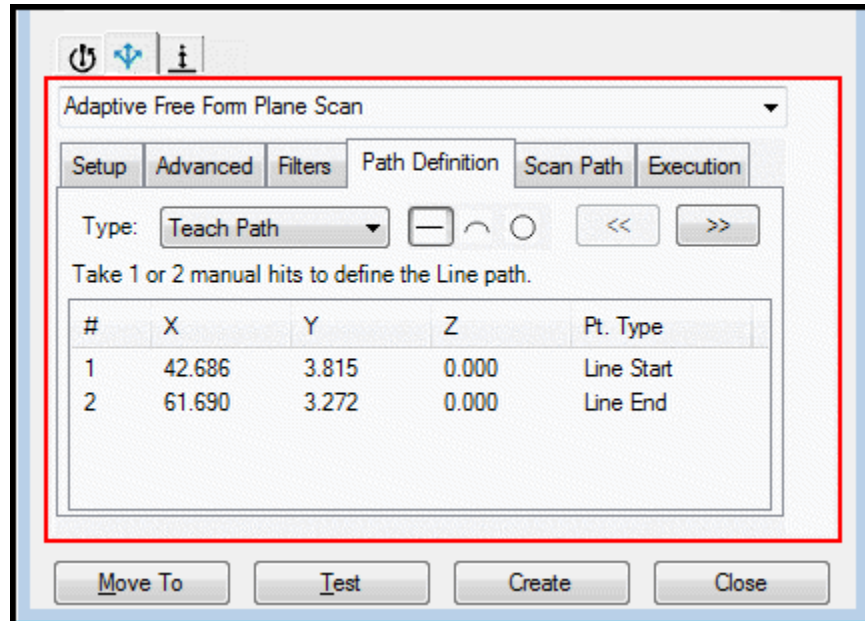 Adaptive Free Form Plane Scan
Setup Advanced Filters Path Definition Scan Path Execution
Type: Teach Path << >>
Take 1 or 2 manual hits to define the Line path.
# X Y Z Pt. Type
1 42.686 3.815 0.000 Line Start
2 61.690 3.272 0.000 Line End
Move To Test Create Close